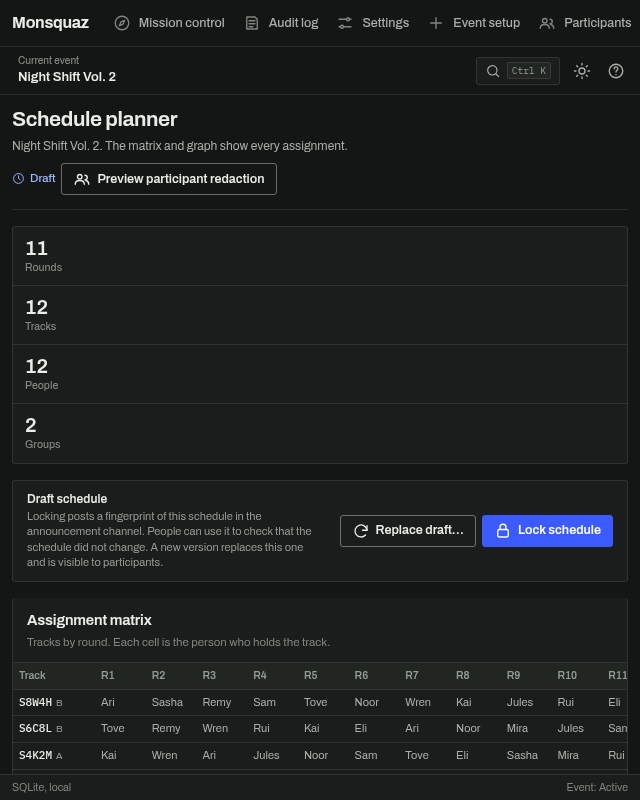 Monsquaz Mission control Audit log Settings Event setup Participants
Current event
Night Shift Vol. 2
Ctrl K
Schedule planner
Night Shift Vol. 2. The matrix and graph show every assignment.
Draft Preview participant redaction
11
Rounds
12
Tracks
12
People
2
Groups
Draft schedule
Locking posts a fingerprint of this schedule in the
announcement channel. People can use it to check that the
schedule did not change. A new version replaces this one
and is visible to participants.
Replace draft... Lock schedule
Assignment matrix
Tracks by round. Each cell is the person who holds the track.
Track R1 R2 R3 R4 R5 R6 R7 R8 R9 R10 R11
S8W4H B Ari Sasha Remy Sam Tove Noor Wren Kai Jules Rui Eli
S6C8L B Tove Remy Wren Rui Kai Eli Ari Noor Mira Jules Sam
S4K2M A Kai Wren Ari Jules Noor Sam Tove Eli Sasha Mira Rui
SQLite, local Event: Active